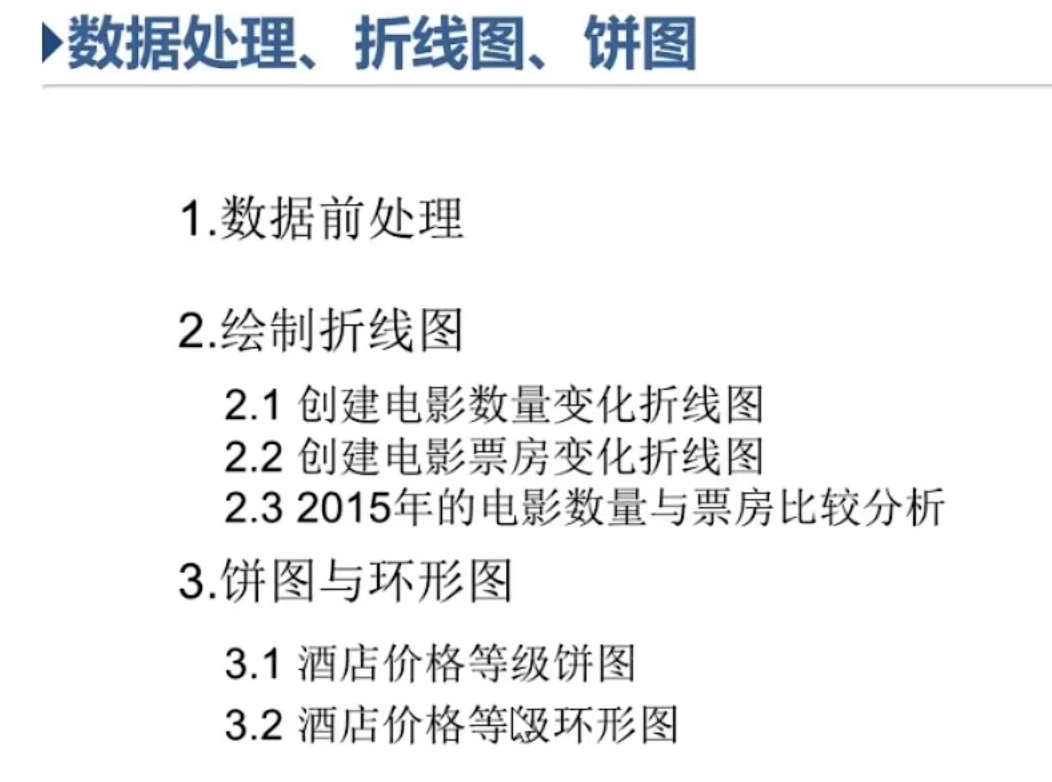 数据处理、折线图、饼图
1.数据前处理
2.绘制折线图
2.1 创建电影数量变化折线图
2.2 创建电影票房变化折线图
2.3 2015年的电影数量与票房比较分析
3.饼图与环形图
3.1 酒店价格等级饼图
3.2 酒店价格等级环形图